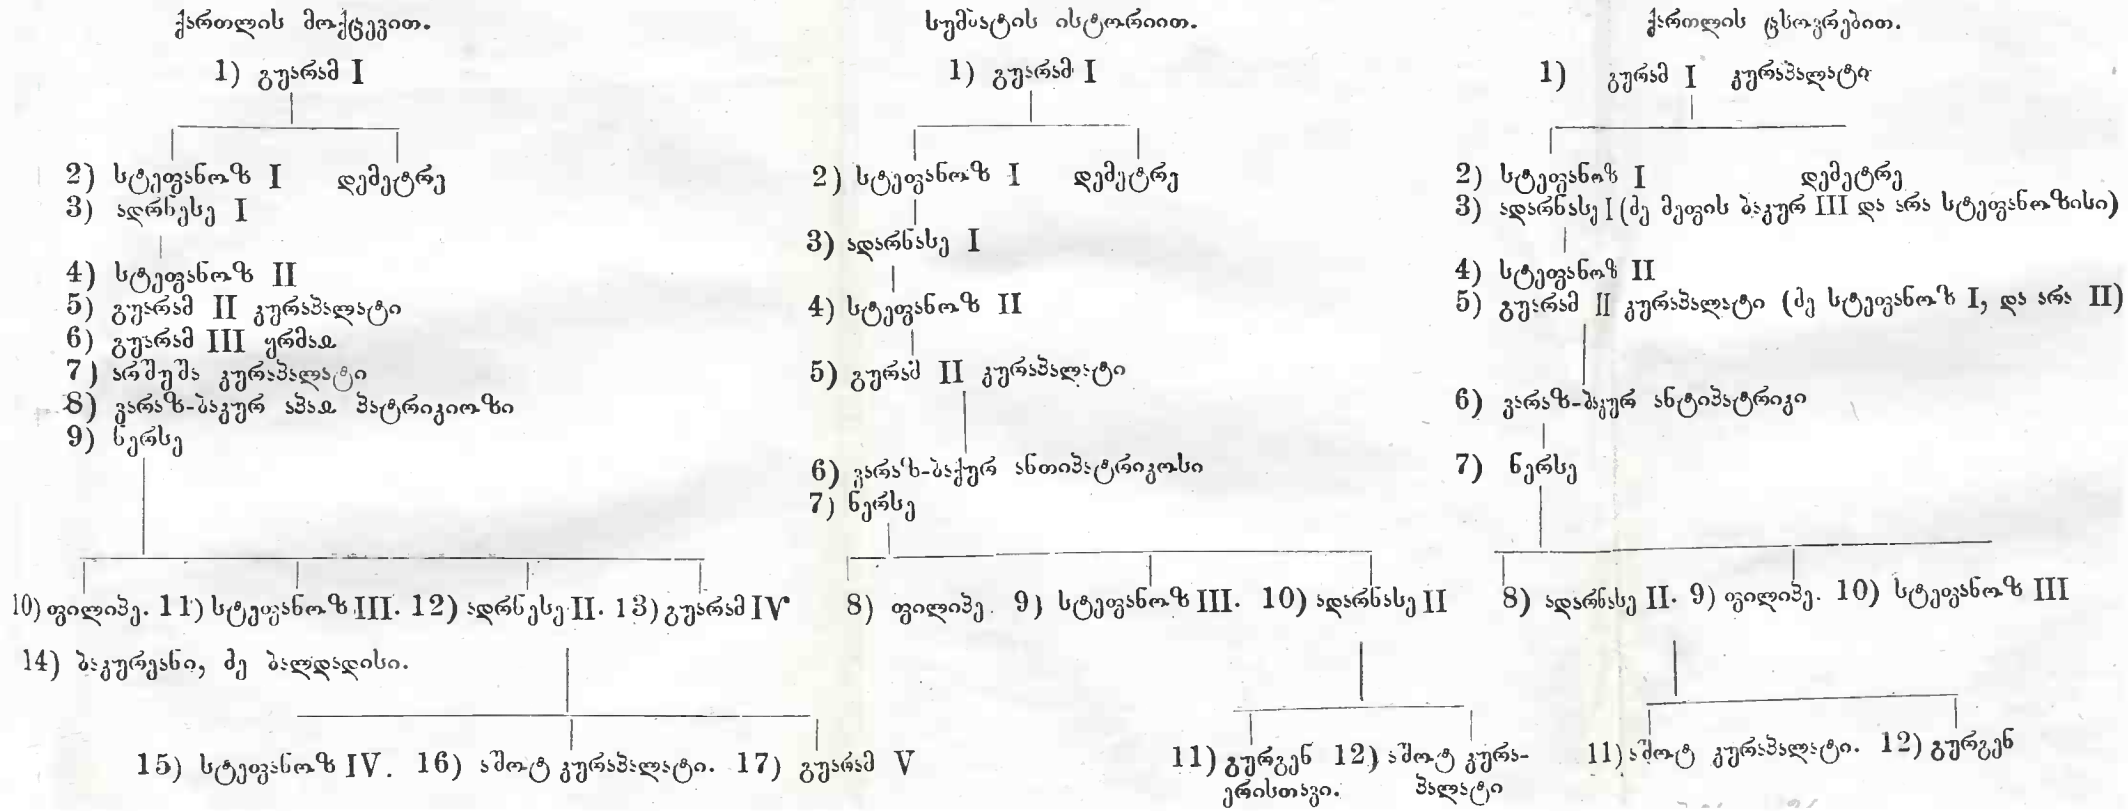 ქართლის მოქცევით.
1) გუარამ I
2) სტეფანოზ I დემეტრე
3) ადრნესე I
4) სტეფანოზ II
5) გუარამ II კურაპალატი
6) გუარამ III ყრმაჲ
7) არშუშა კურაპალატი
8) ვარაზ-ბაკურ აპაჲ პატრიკიოზი
9) ნერსე
10) ფილიპე. 11) სტეფანოზ III. 12) ადრნესე II. 13) გუარამ IV
14) ბაკურეანი, ძე ბალდადისი.
15) სტეფანოზ IV. 16) აშოტ კურაპალატი. 17) გუარამ V
სუმბატის ისტორიით.
1) გუარამ I
2) სტეფანოზ I დემეტრე
3) ადარნასე I
4) სტეფანოზ II
5) გურამ II კურაპალატი
6) ვარაზ-ბაქურ ანთიპატრიკოსი
7) ნერსე
8) ფილიპე. 9) სტეფანოზ III. 10) ადარნასე II
11) გურგენ 12) აშოტ კურა-
ერისთავი. პალატი
ქართლის ცხოვრებით.
1) გურამ I კურაპალატი
2) სტეფანოზ I დემეტრე
3) ადარნასე I (ძე მეფის ბაკურ III და არა სტეფანოზისი)
4) სტეფანოზ II
5) გუარამ II კურაპალატი (ძე სტეფანოზ I, და არა II)
6) ვარაზ-ბაკურ ანტიპატრიკი
7) ნერსე
8) ადარნასე II. 9) ფილიპე. 10) სტეფანოზ III
11) აშოტ კურაპალატი. 12) გურგენ